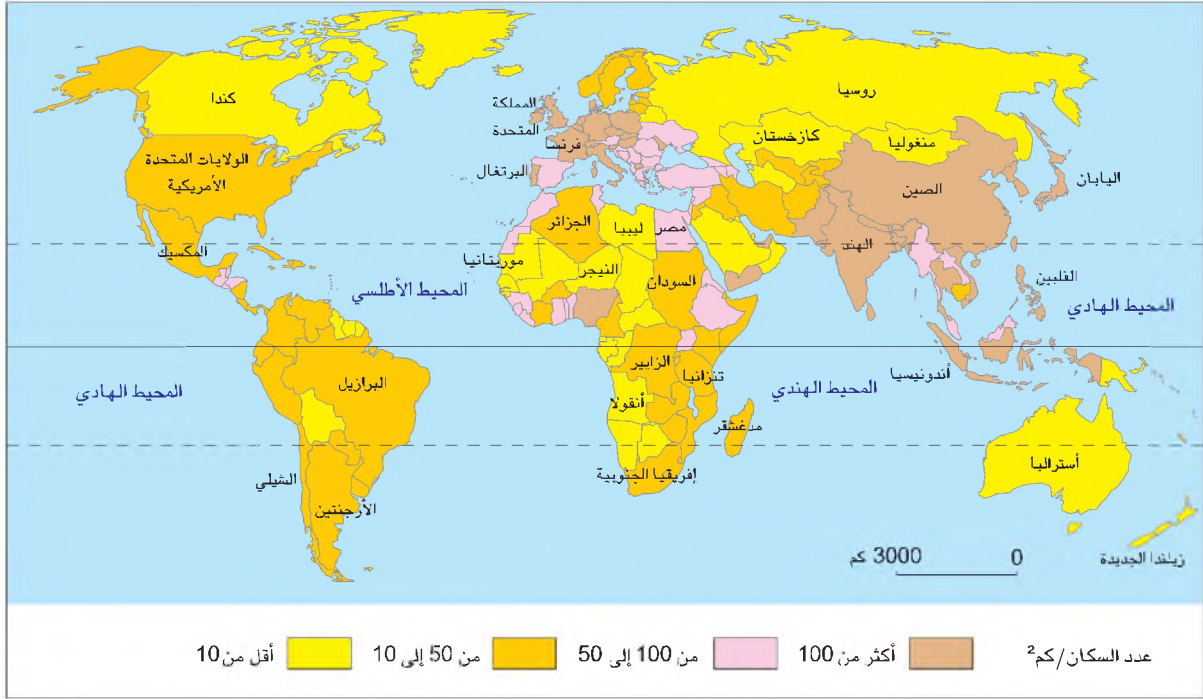 كندا
روسيا
المملكة
المتحدة
فرنسا
كازخستان
منغوليا
الولايات المتحدة
الأمريكية
البرتغال
الصين
اليابان
الجزائر
ليبيا
مصر
المكسيك
موريتانيا
النيجر
السودان
الهند
الفلبين
المحيط الأطلسي
المحيط الهادي
الزايير
تنزانيا
أندونيسيا
المحيط الهادي
البرازيل
المحيط الهندي
أنقولا
مدغشقر
أستراليا
الشيلي
إفريقيا الجنوبية
الأرجنتين
3000 كم
0
زيلندا الجديدة
عدد السكان/كم²
أكثر من 100
من 100 إلى 50
من 50 إلى 10
أقل من 10